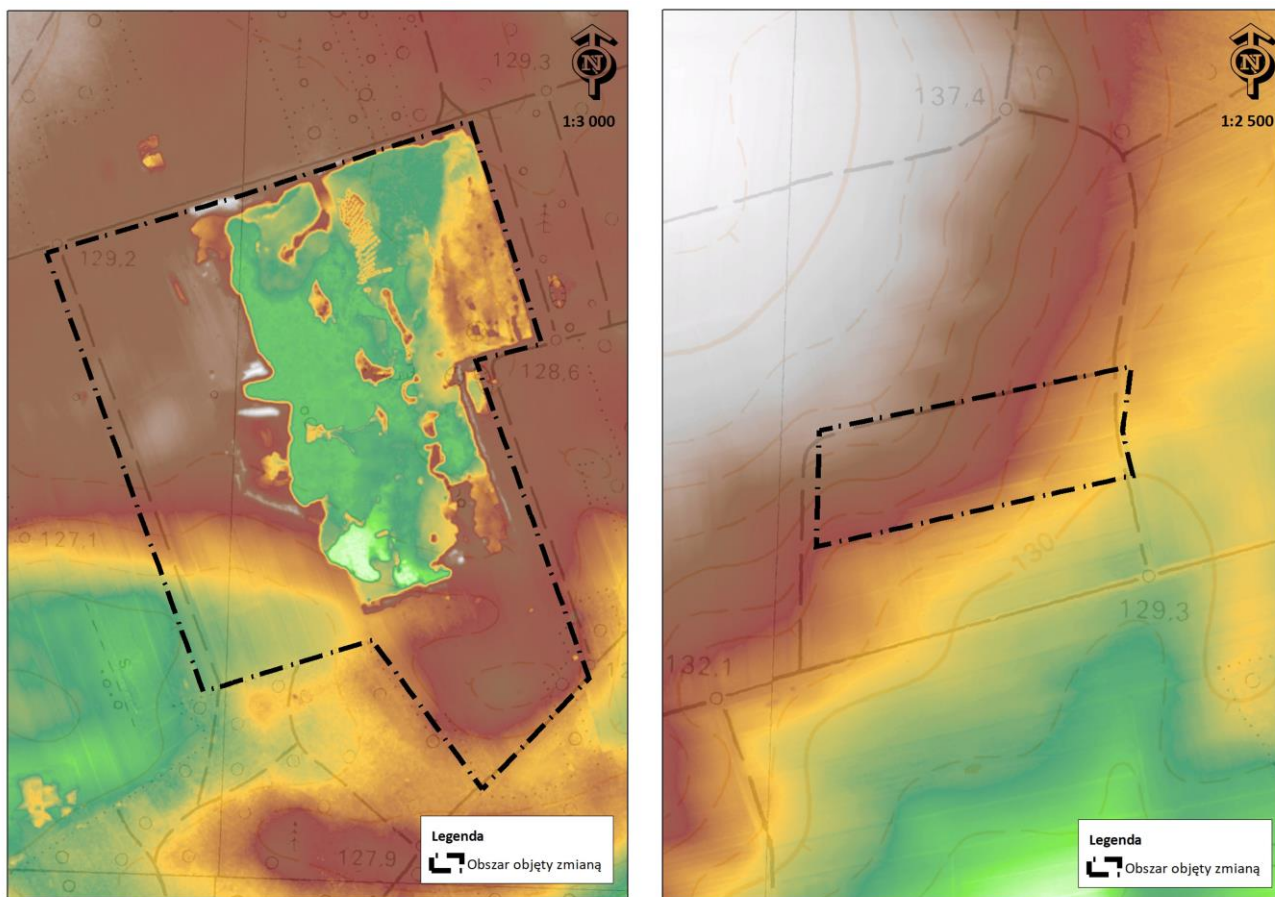 129.3
N
1:3 000
129.2
128.6
127.1
127.9
Legenda
Obszar objęty zmianą
137.4
N
1:2 500
130
129.3
132.1
Legenda
Obszar objęty zmianą